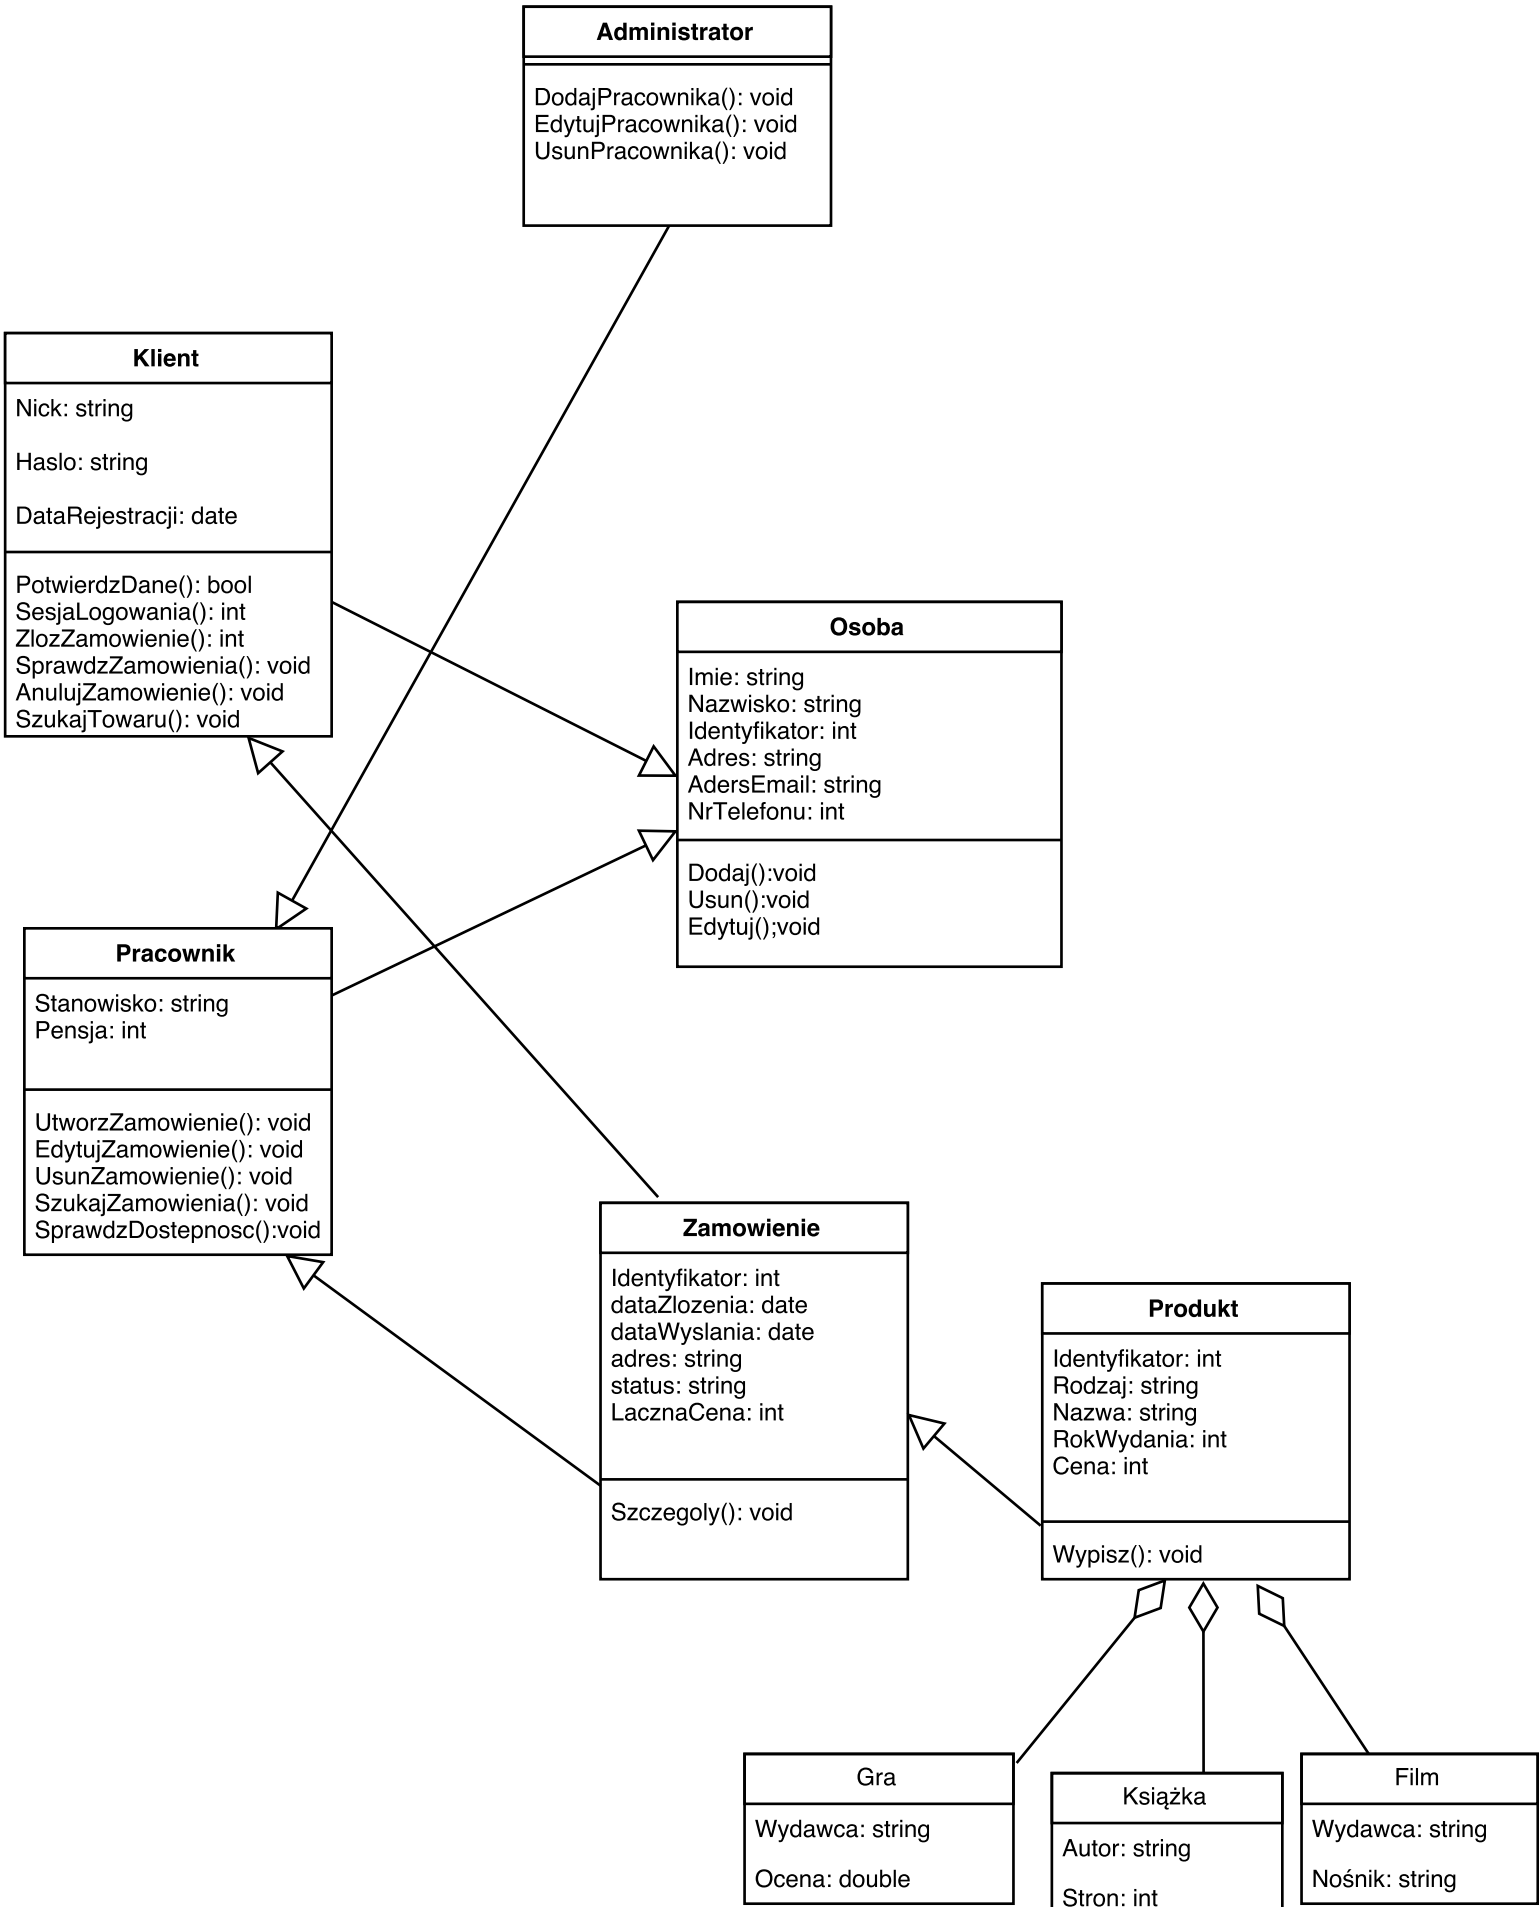 Administrator
DodajPracownika(): void
EdytujPracownika(): void
UsunPracownika(): void
Klient
Nick: string
Haslo: string
DataRejestracji: date
PotwierdzDane(): bool
SesjaLogowania(): int
ZlozZamowienie(): int
SprawdzZamowienia(): void
AnulujZamowienie(): void
SzukajTowaru(): void
Osoba
Imie: string
Nazwisko: string
Identyfikator: int
Adres: string
AdersEmail: string
NrTelefonu: int
Dodaj():void
Usun():void
Edytuj();void
Pracownik
Stanowisko: string
Pensja: int
UtworzZamowienie(): void
EdytujZamowienie(): void
UsunZamowienie(): void
SzukajZamowienia(): void
SprawdzDostepnosc():void
Zamowienie
Identyfikator: int
dataZlozenia: date
dataWyslania: date
adres: string
status: string
LacznaCena: int
Szczegoly(): void
Produkt
Identyfikator: int
Rodzaj: string
Nazwa: string
RokWydania: int
Cena: int
Wypisz(): void
Gra
Wydawca: string
Ocena: double
Książka
Autor: string
Stron: int
Film
Wydawca: string
Nośnik: string